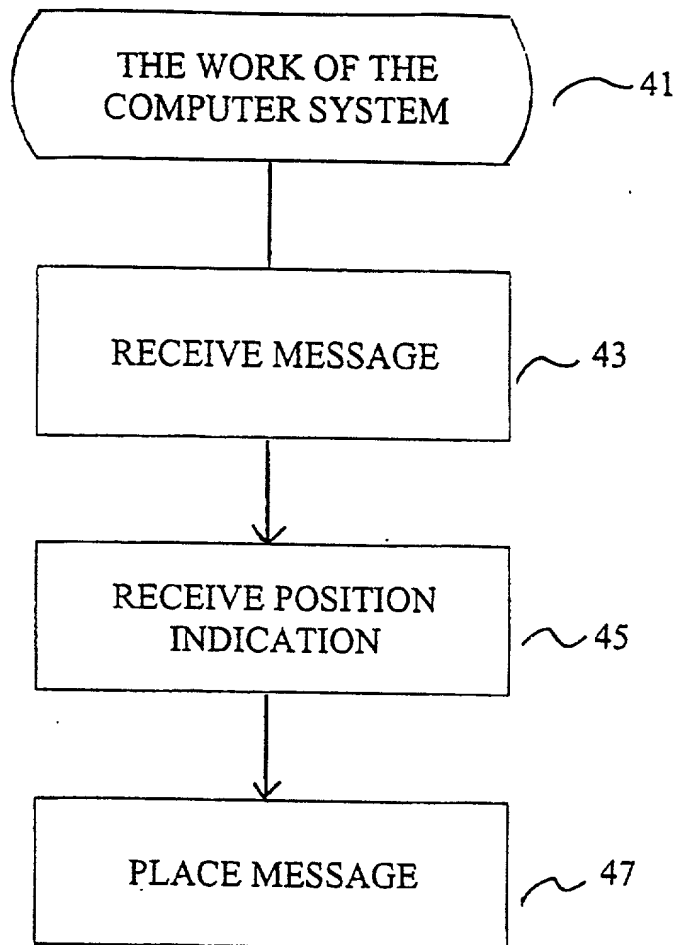 THE WORK OF THE
COMPUTER SYSTEM
41
RECEIVE MESSAGE
43
RECEIVE POSITION
INDICATION
45
PLACE MESSAGE
47